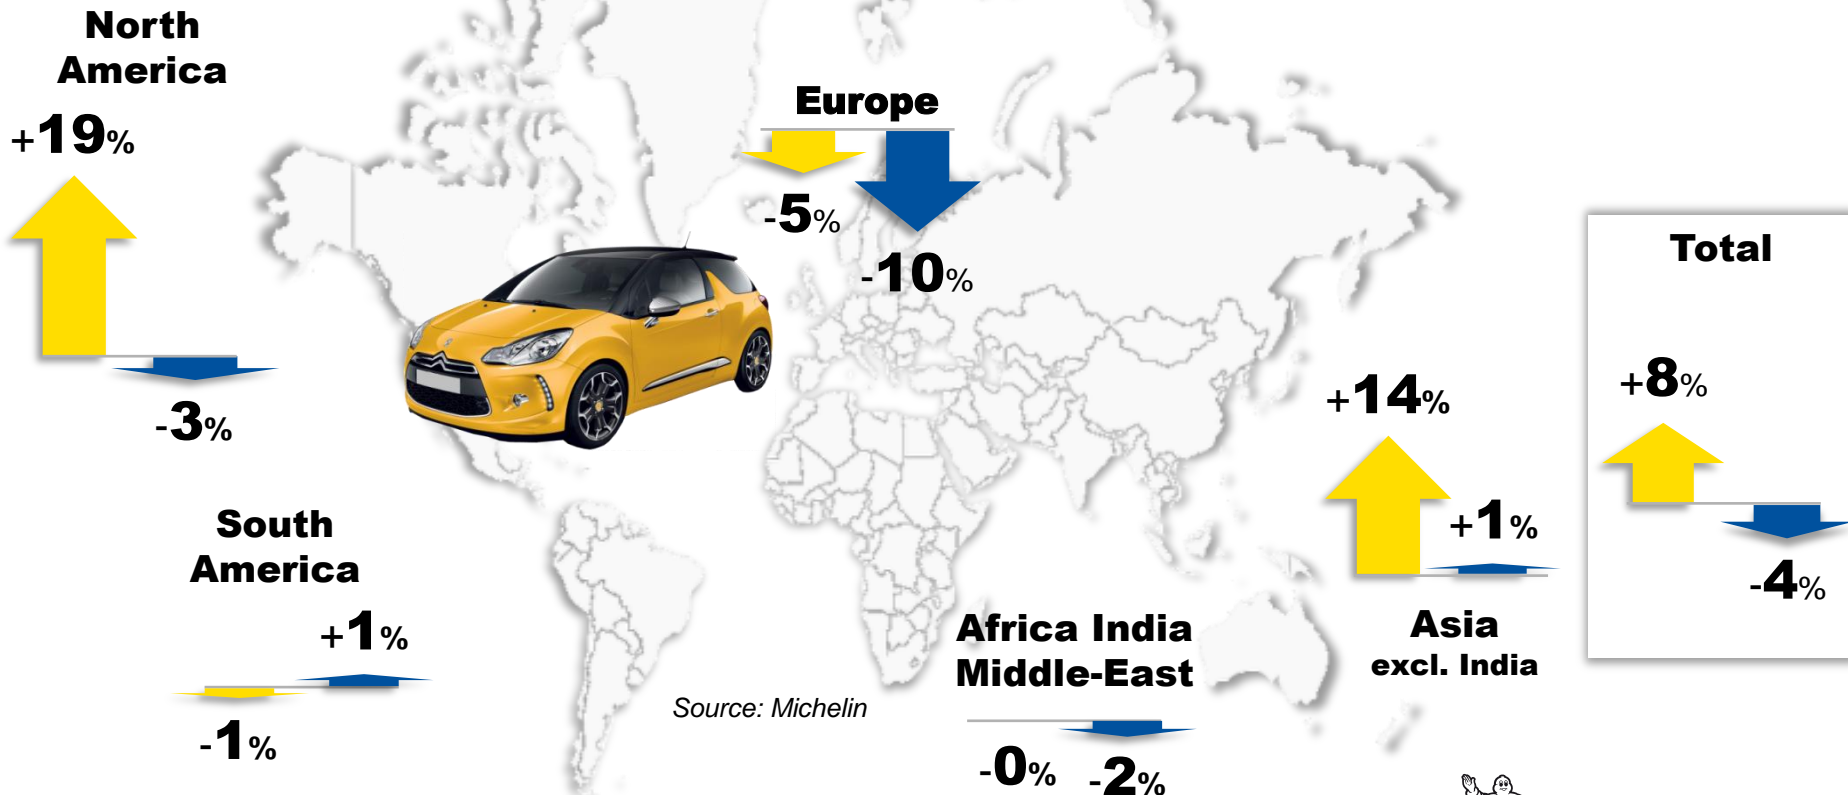 North
America
+19%
-3%
Europe
-5%
-10%
South
America
+1%
-1%
Source: Michelin
Africa India
Middle-East
-0% -2%
+14%
+1%
Asia
excl. India
Total
+8%
-4%